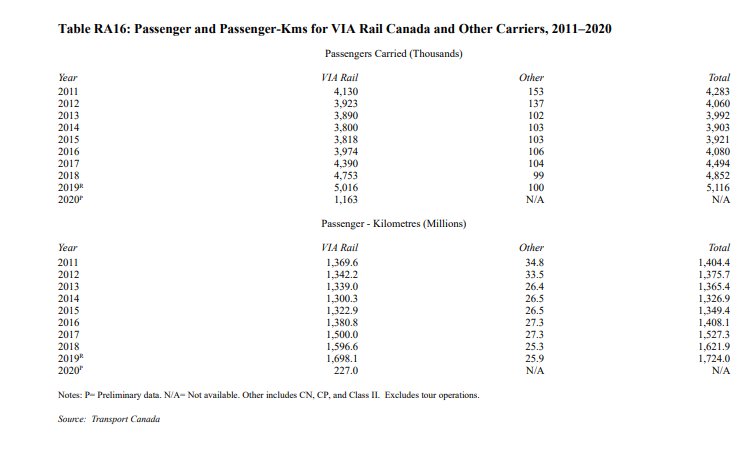 Table RA16: Passenger and Passenger-Kms for VIA Rail Canada and Other Carriers, 2011–2020
Passengers Carried (Thousands)
Year VIA Rail Other Total
2011 4,130 153 4,283
2012 3,923 137 4,060
2013 3,890 102 3,992
2014 3,800 103 3,903
2015 3,818 103 3,921
2016 3,974 106 4,080
2017 4,390 104 4,494
2018 4,753 99 4,852
2019ᴿ 5,016 100 5,116
2020ᴾ 1,163 N/A N/A
Passenger - Kilometres (Millions)
Year VIA Rail Other Total
2011 1,369.6 34.8 1,404.4
2012 1,342.2 33.5 1,375.7
2013 1,339.0 26.4 1,365.4
2014 1,300.3 26.5 1,326.9
2015 1,322.9 26.5 1,349.4
2016 1,380.8 27.3 1,408.1
2017 1,500.0 27.3 1,527.3
2018 1,596.6 25.3 1,621.9
2019ᴿ 1,698.1 25.9 1,724.0
2020ᴾ 227.0 N/A N/A
Notes: P= Preliminary data. N/A= Not available. Other includes CN, CP, and Class II. Excludes tour operations.
Source: Transport Canada